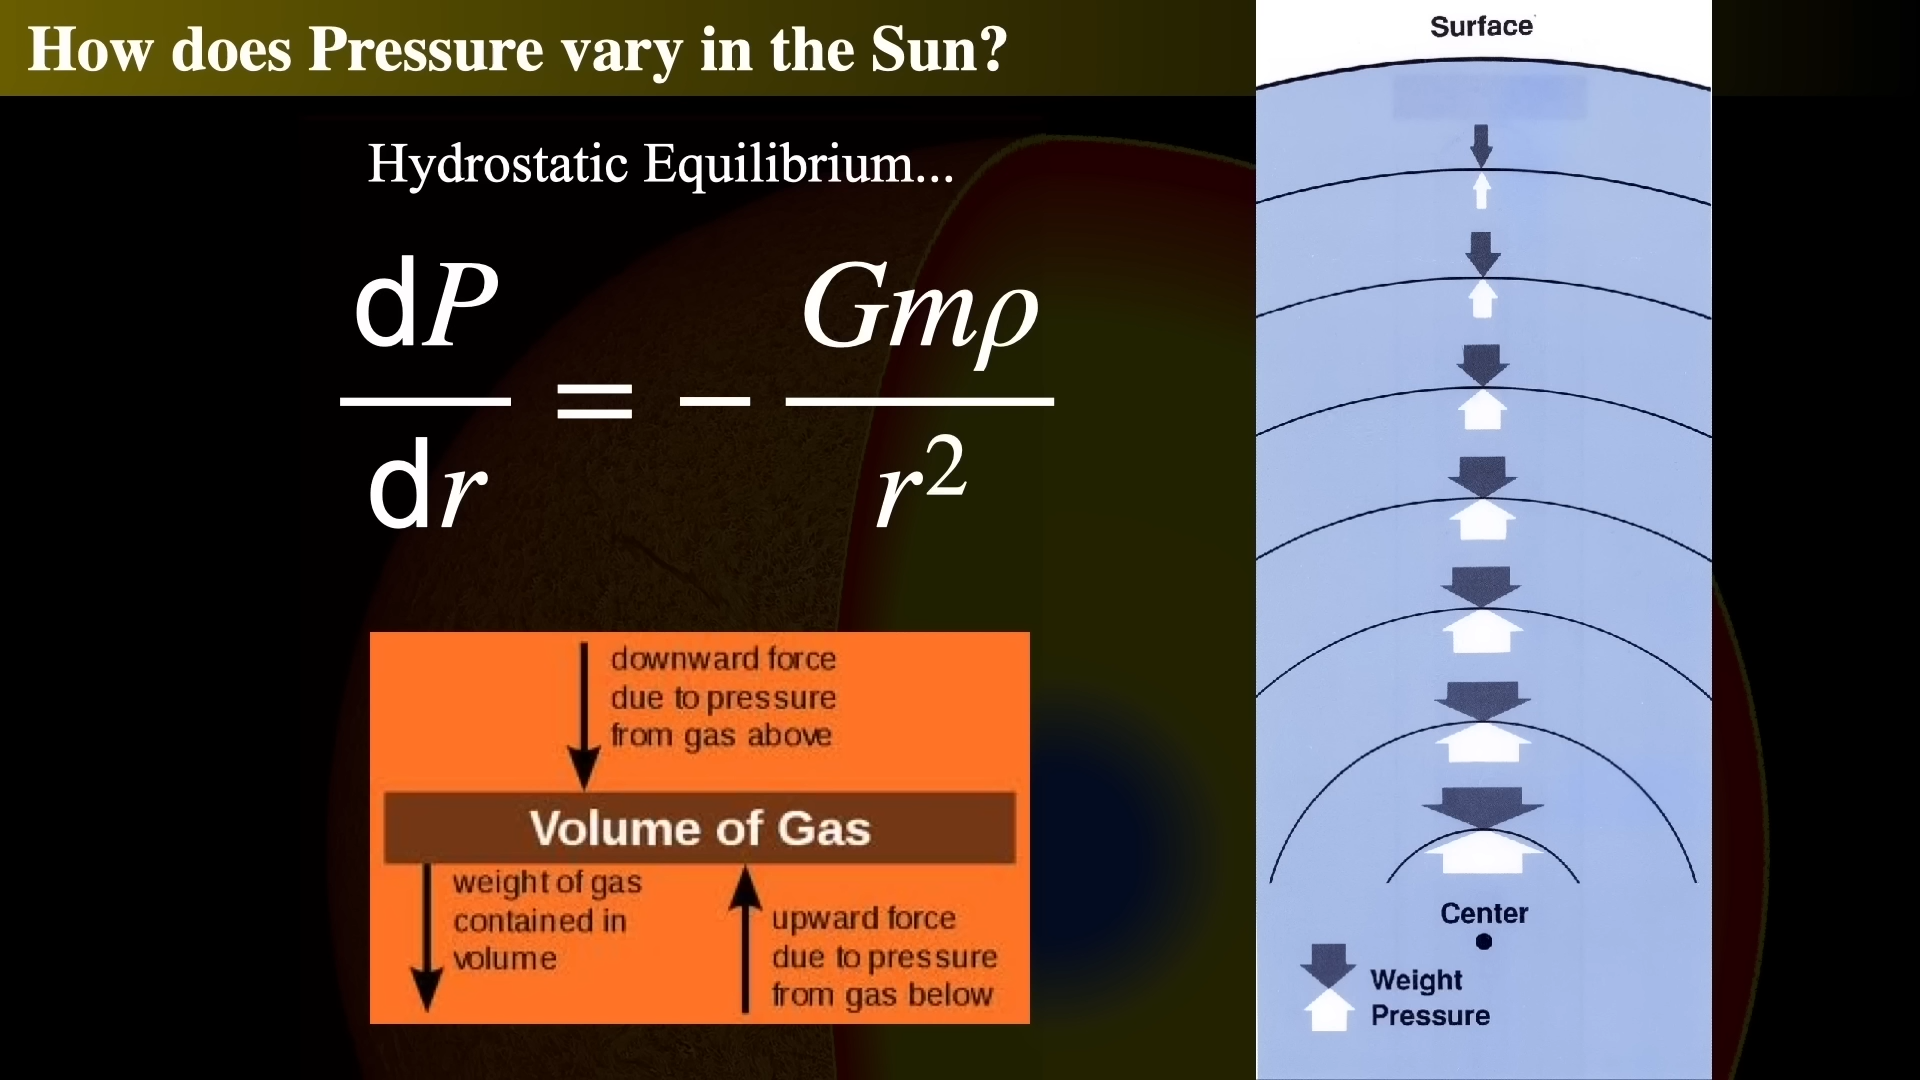 How does Pressure vary in the Sun?
Hydrostatic Equilibrium...
dP/dr = − Gmρ/r²
downward force
due to pressure
from gas above
Volume of Gas
weight of gas
contained in
volume
upward force
due to pressure
from gas below
Surface
Center
Weight
Pressure